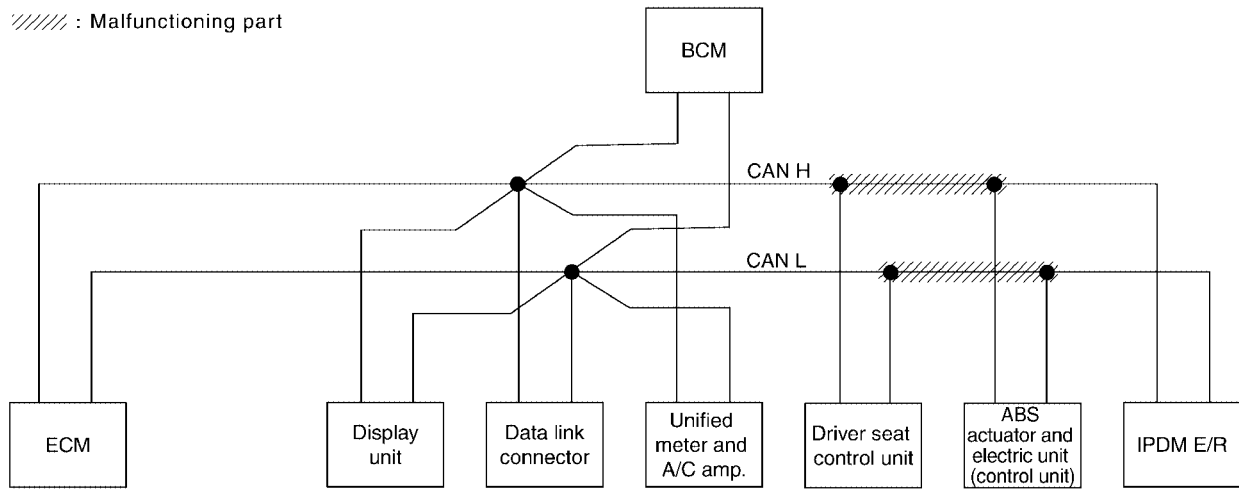 : Malfunctioning part
BCM
CAN H
CAN L
ECM
Display
unit
Data link
connector
Unified
meter and
A/C amp.
Driver seat
control unit
ABS
actuator and
electric unit
(control unit)
IPDM E/R